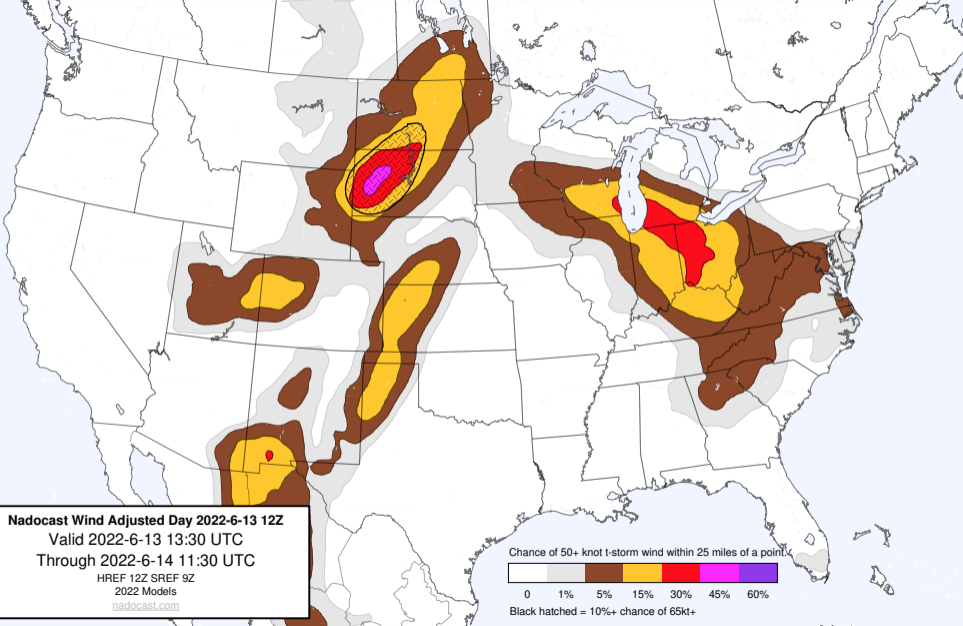 Nadocast Wind Adjusted Day 2022-6-13 12Z
Valid 2022-6-13 13:30 UTC
Through 2022-6-14 11:30 UTC
HREF 12Z SREF 9Z
2022 Models
nadocast.com
Chance of 50+ knot t-storm wind within 25 miles of a point.
0 1% 5% 15% 30% 45% 60%
Black hatched = 10%+ chance of 65kt+